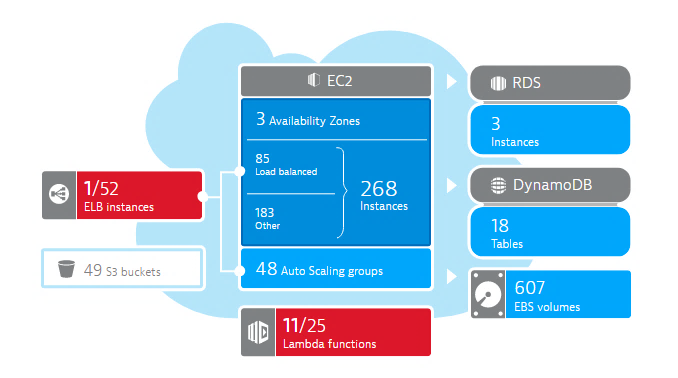 EC2
3 Availability Zones
85
Load balanced
183
Other
268
Instances
48 Auto Scaling groups
1/52
ELB instances
49 S3 buckets
11/25
Lambda functions
RDS
3
Instances
DynamoDB
18
Tables
607
EBS volumes